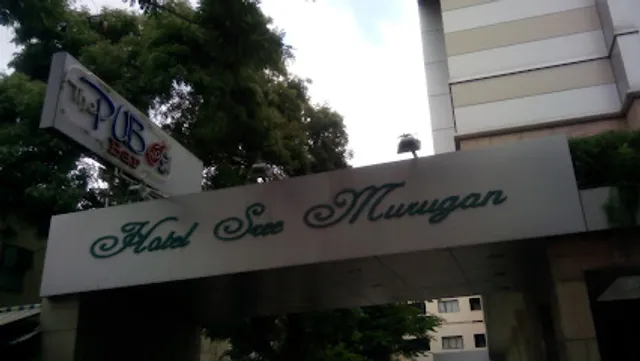 The
PUB
Bar
Hotel Sree Murugan